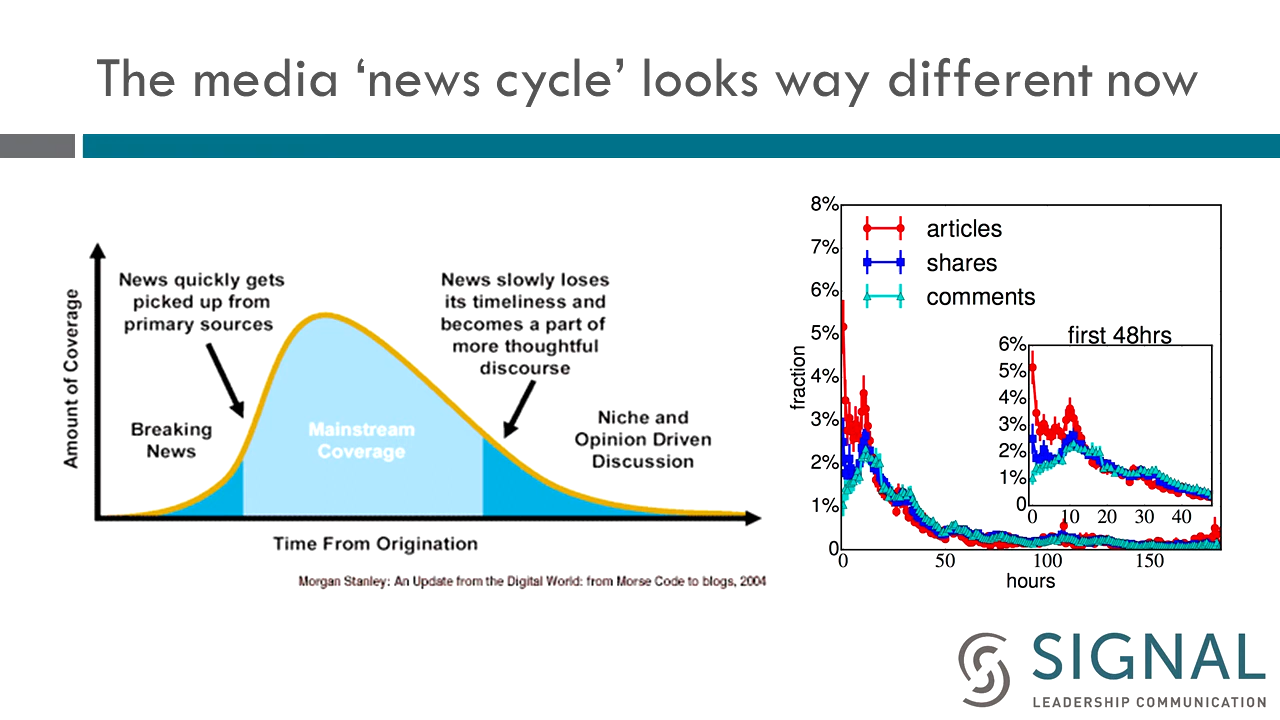 The media ‘news cycle’ looks way different now
Amount of Coverage
News quickly gets
picked up from
primary sources
News slowly loses
its timeliness and
becomes a part of
more thoughtful
discourse
Breaking
News
Mainstream
Coverage
Niche and
Opinion Driven
Discussion
Time From Origination
Morgan Stanley: An Update from the Digital World: from Morse Code to blogs, 2004
8%
7%
6%
5%
4%
3%
2%
1%
0
fraction
articles
shares
comments
first 48hrs
6%
5%
4%
3%
2%
1%
0
0 10 20 30 40
0 50 100 150
hours
SIGNAL
LEADERSHIP COMMUNICATION